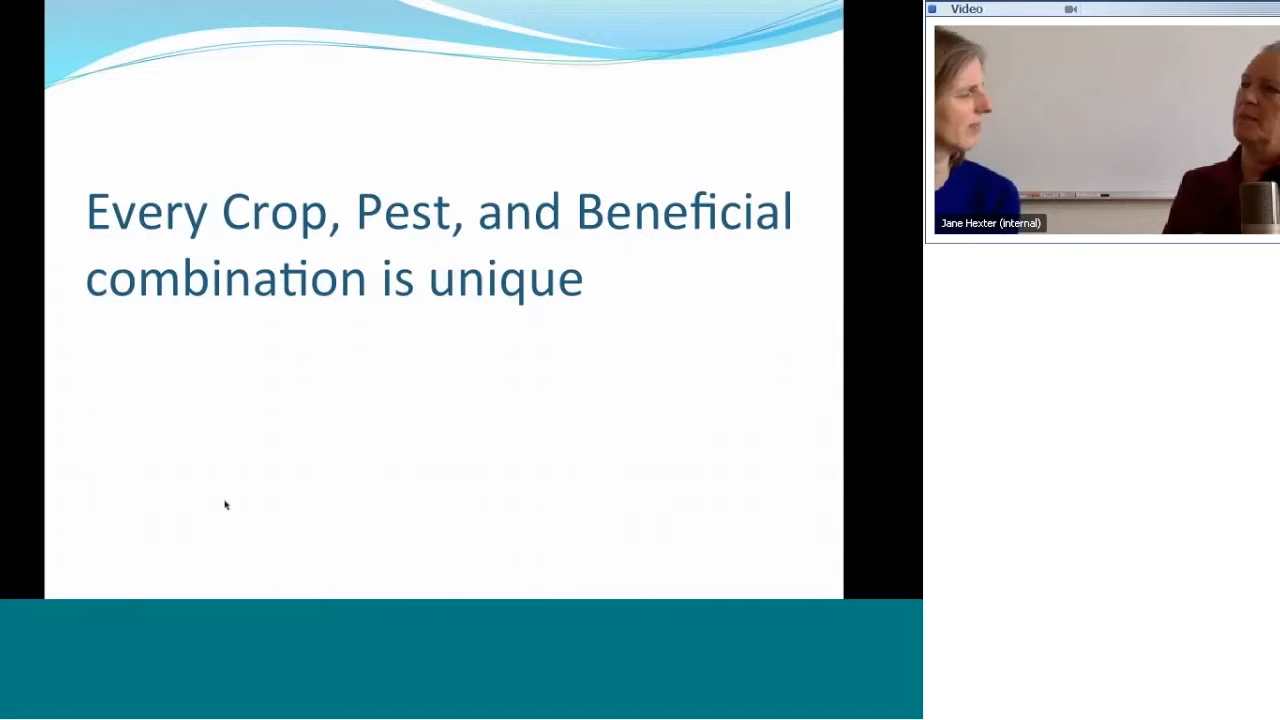 Every Crop, Pest, and Beneficial
combination is unique
Video
Jane Hexter (internal)